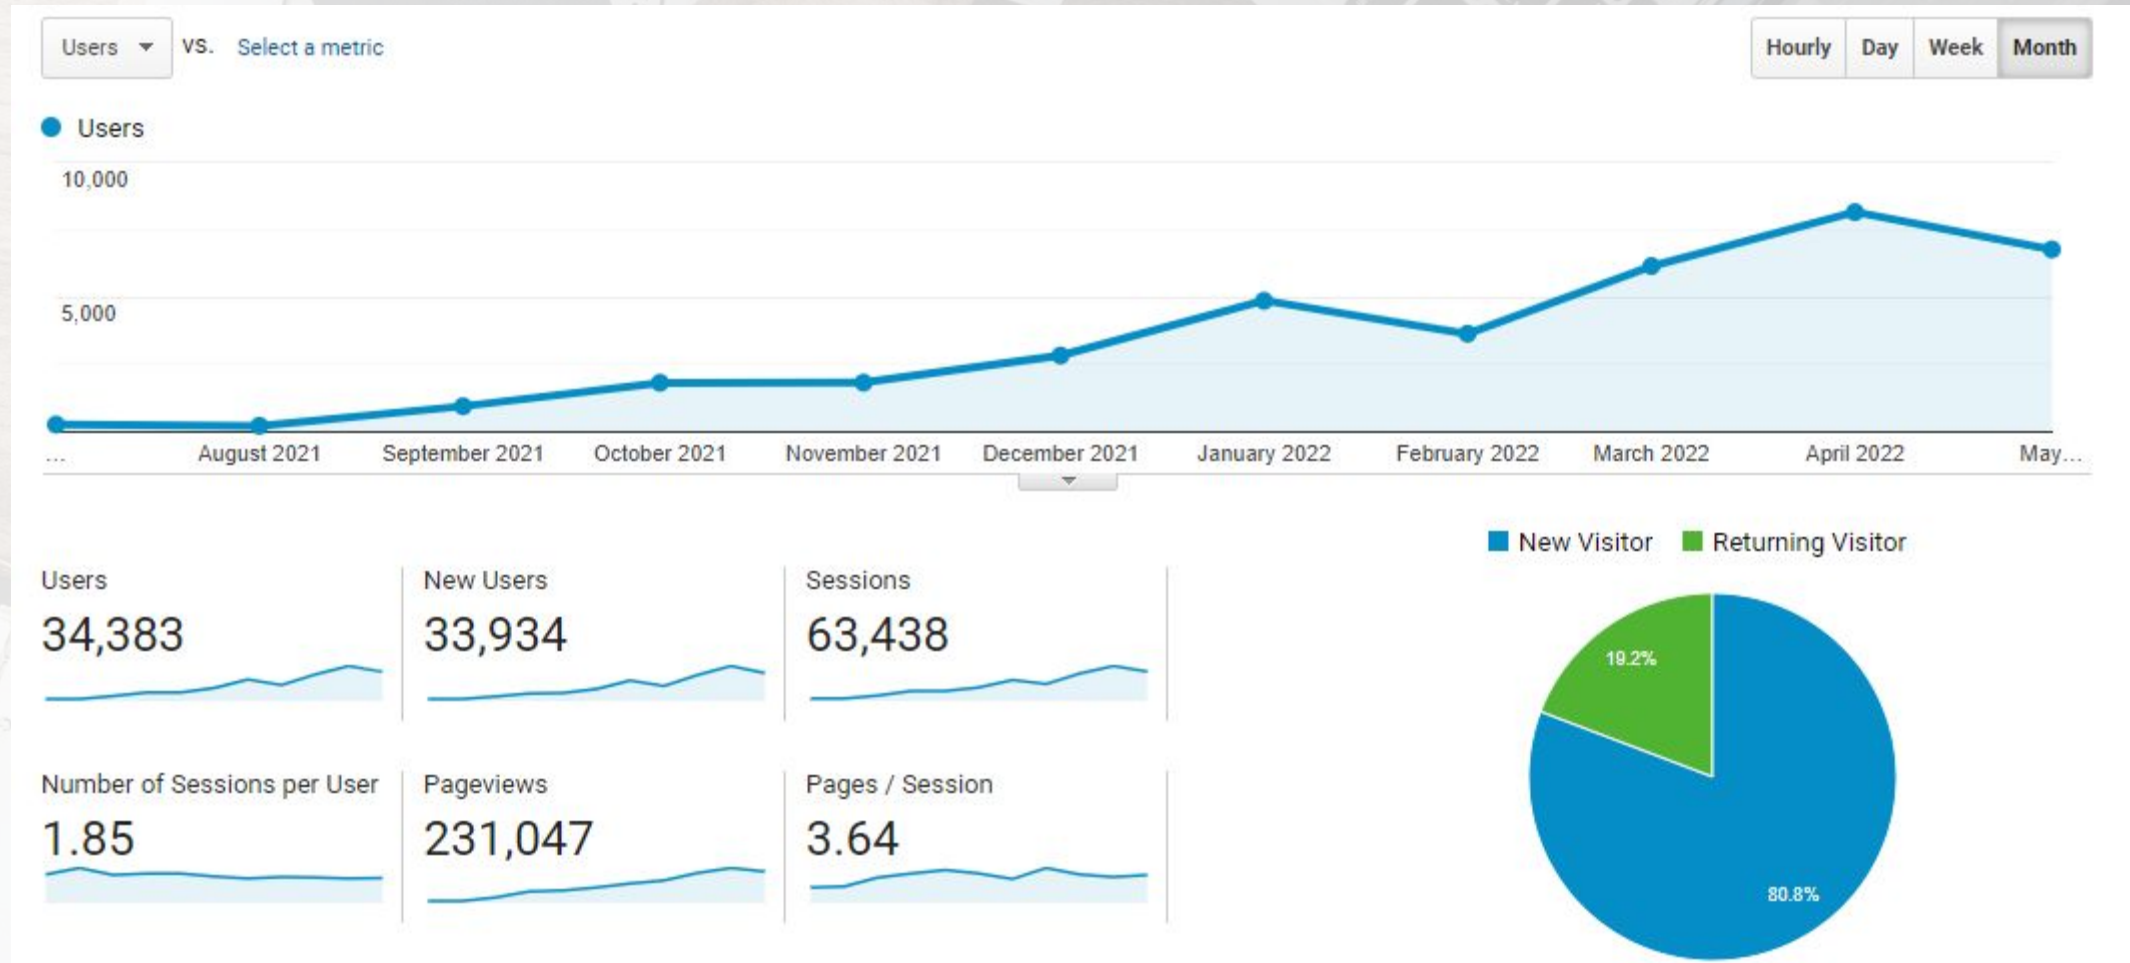 Users vs. Select a metric
Hourly Day Week Month
Users
10,000
5,000
... August 2021 September 2021 October 2021 November 2021 December 2021 January 2022 February 2022 March 2022 April 2022 May...
New Visitor Returning Visitor
Users New Users Sessions
34,383 33,934 63,438
19.2%
Number of Sessions per User Pageviews Pages / Session
1.85 231,047 3.64
80.8%